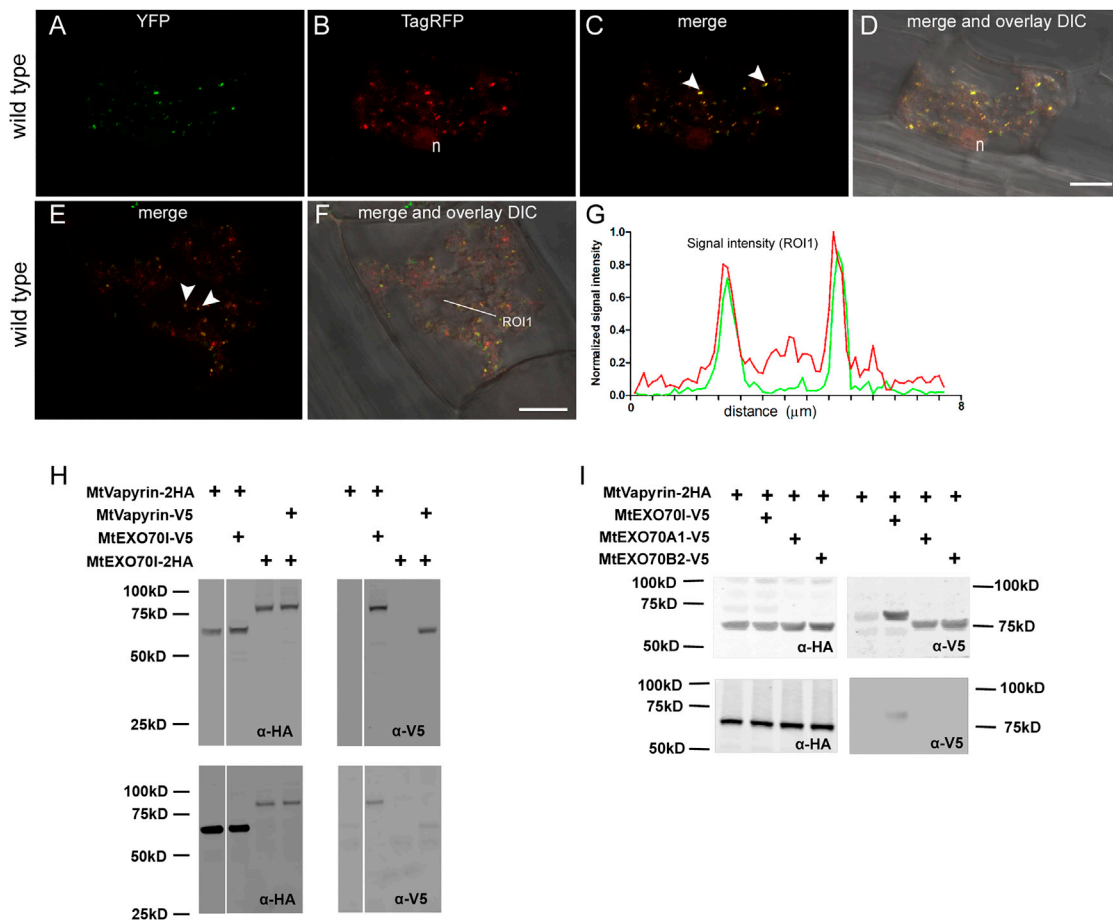 A YFP
B TagRFP
C merge
D merge and overlay DIC
wild type
n
n
E merge
F merge and overlay DIC
G
wild type
ROI1
Signal intensity (ROI1)
Normalized signal intensity
1.0
0.8
0.6
0.4
0.2
0.0
0
8
distance (μm)
H
MtVapyrin-2HA + + + +
MtVapyrin-V5 + +
MtEXO70I-V5 + +
MtEXO70I-2HA + + + +
100kD
75kD
50kD
25kD
α-HA
α-V5
100kD
75kD
50kD
25kD
α-HA
α-V5
I
MtVapyrin-2HA + + + + + + + +
MtEXO70I-V5 + +
MtEXO70A1-V5 + +
MtEXO70B2-V5 + +
100kD
75kD
50kD
α-HA
α-V5
100kD
75kD
100kD
75kD
50kD
α-HA
α-V5
100kD
75kD